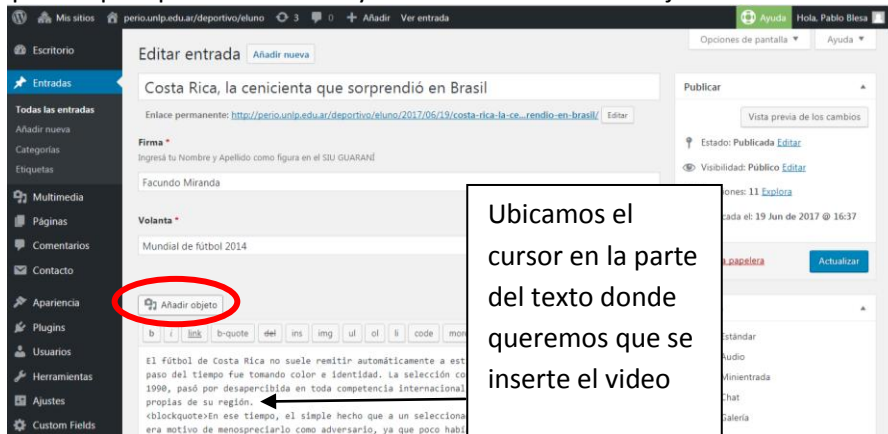 Mis sitios perio.unlp.edu.ar/deportivo/eluno 3 0 Añadir Ver entrada Ayuda Hola, Pablo Blesa
Escritorio
Entradas
Todas las entradas
Añadir nueva
Categorías
Etiquetas
Multimedia
Páginas
Comentarios
Contacto
Apariencia
Plugins
Usuarios
Herramientas
Ajustes
Custom Fields
Opciones de pantalla Ayuda
Editar entrada Añadir nueva
Costa Rica, la cenicienta que sorprendió en Brasil
Enlace permanente: http://perio.unlp.edu.ar/deportivo/eluno/2017/06/19/costa-rica-la-ce...rendio-en-brasil/ Editar
Firma *
Ingresá tu Nombre y Apellido como figura en el SIU GUARANÍ
Facundo Miranda
Volanta *
Mundial de fútbol 2014
Añadir objeto
b i link b-quote del ins img ul ol li code
El fútbol de Costa Rica no suele remitir automáticamente a
paso del tiempo fue tomando color e identidad. La selección
1990, pasó por desapercibida en toda competencia internacional
propias de su región.
<blockquote>En ese tiempo, el simple hecho que a un
era motivo de menospreciarlo como adversario, ya que poco
Ubicamos el
cursor en la parte
del texto donde
queremos que se
inserte el video
Publicar
Vista previa de los cambios
Estado: Publicada Editar
Visibilidad: Público Editar
11 Explora
el: 19 Jun de 2017 @ 16:37
papelera Actualizar
Estándar
Audio
Minientrada
Chat
Galería